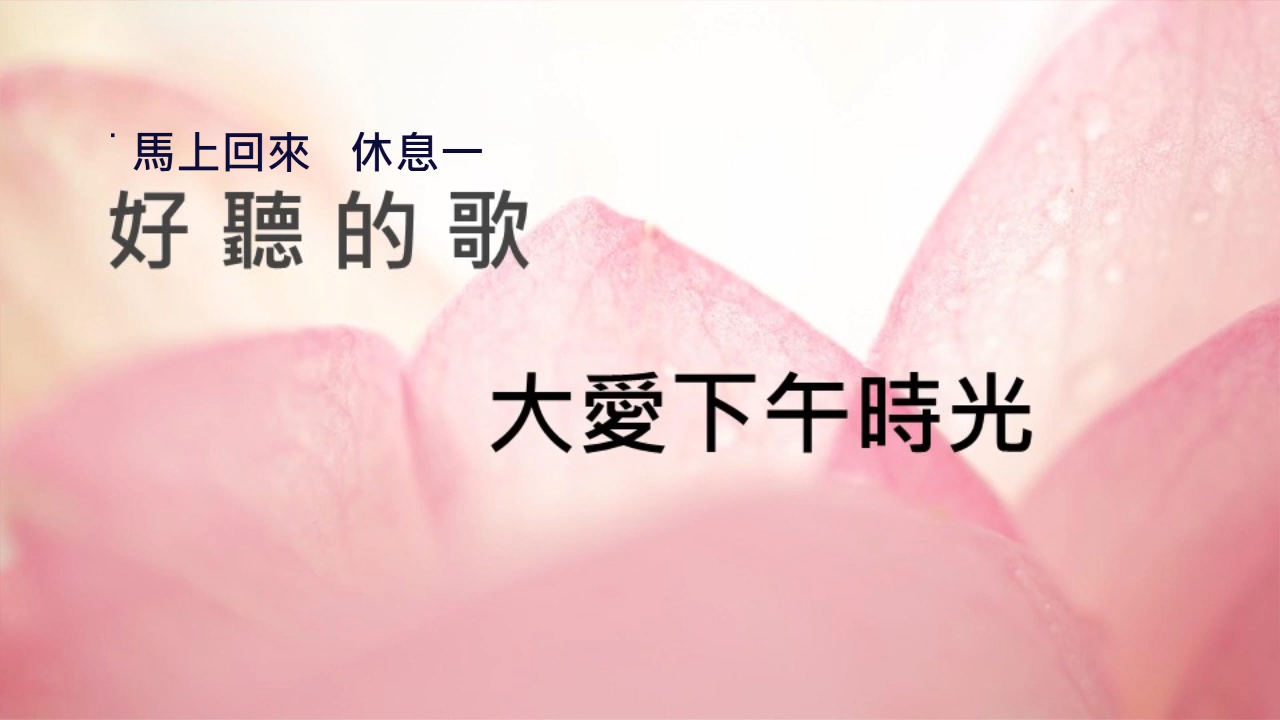 ˙馬上回來 休息一
好聽的歌
大愛下午時光